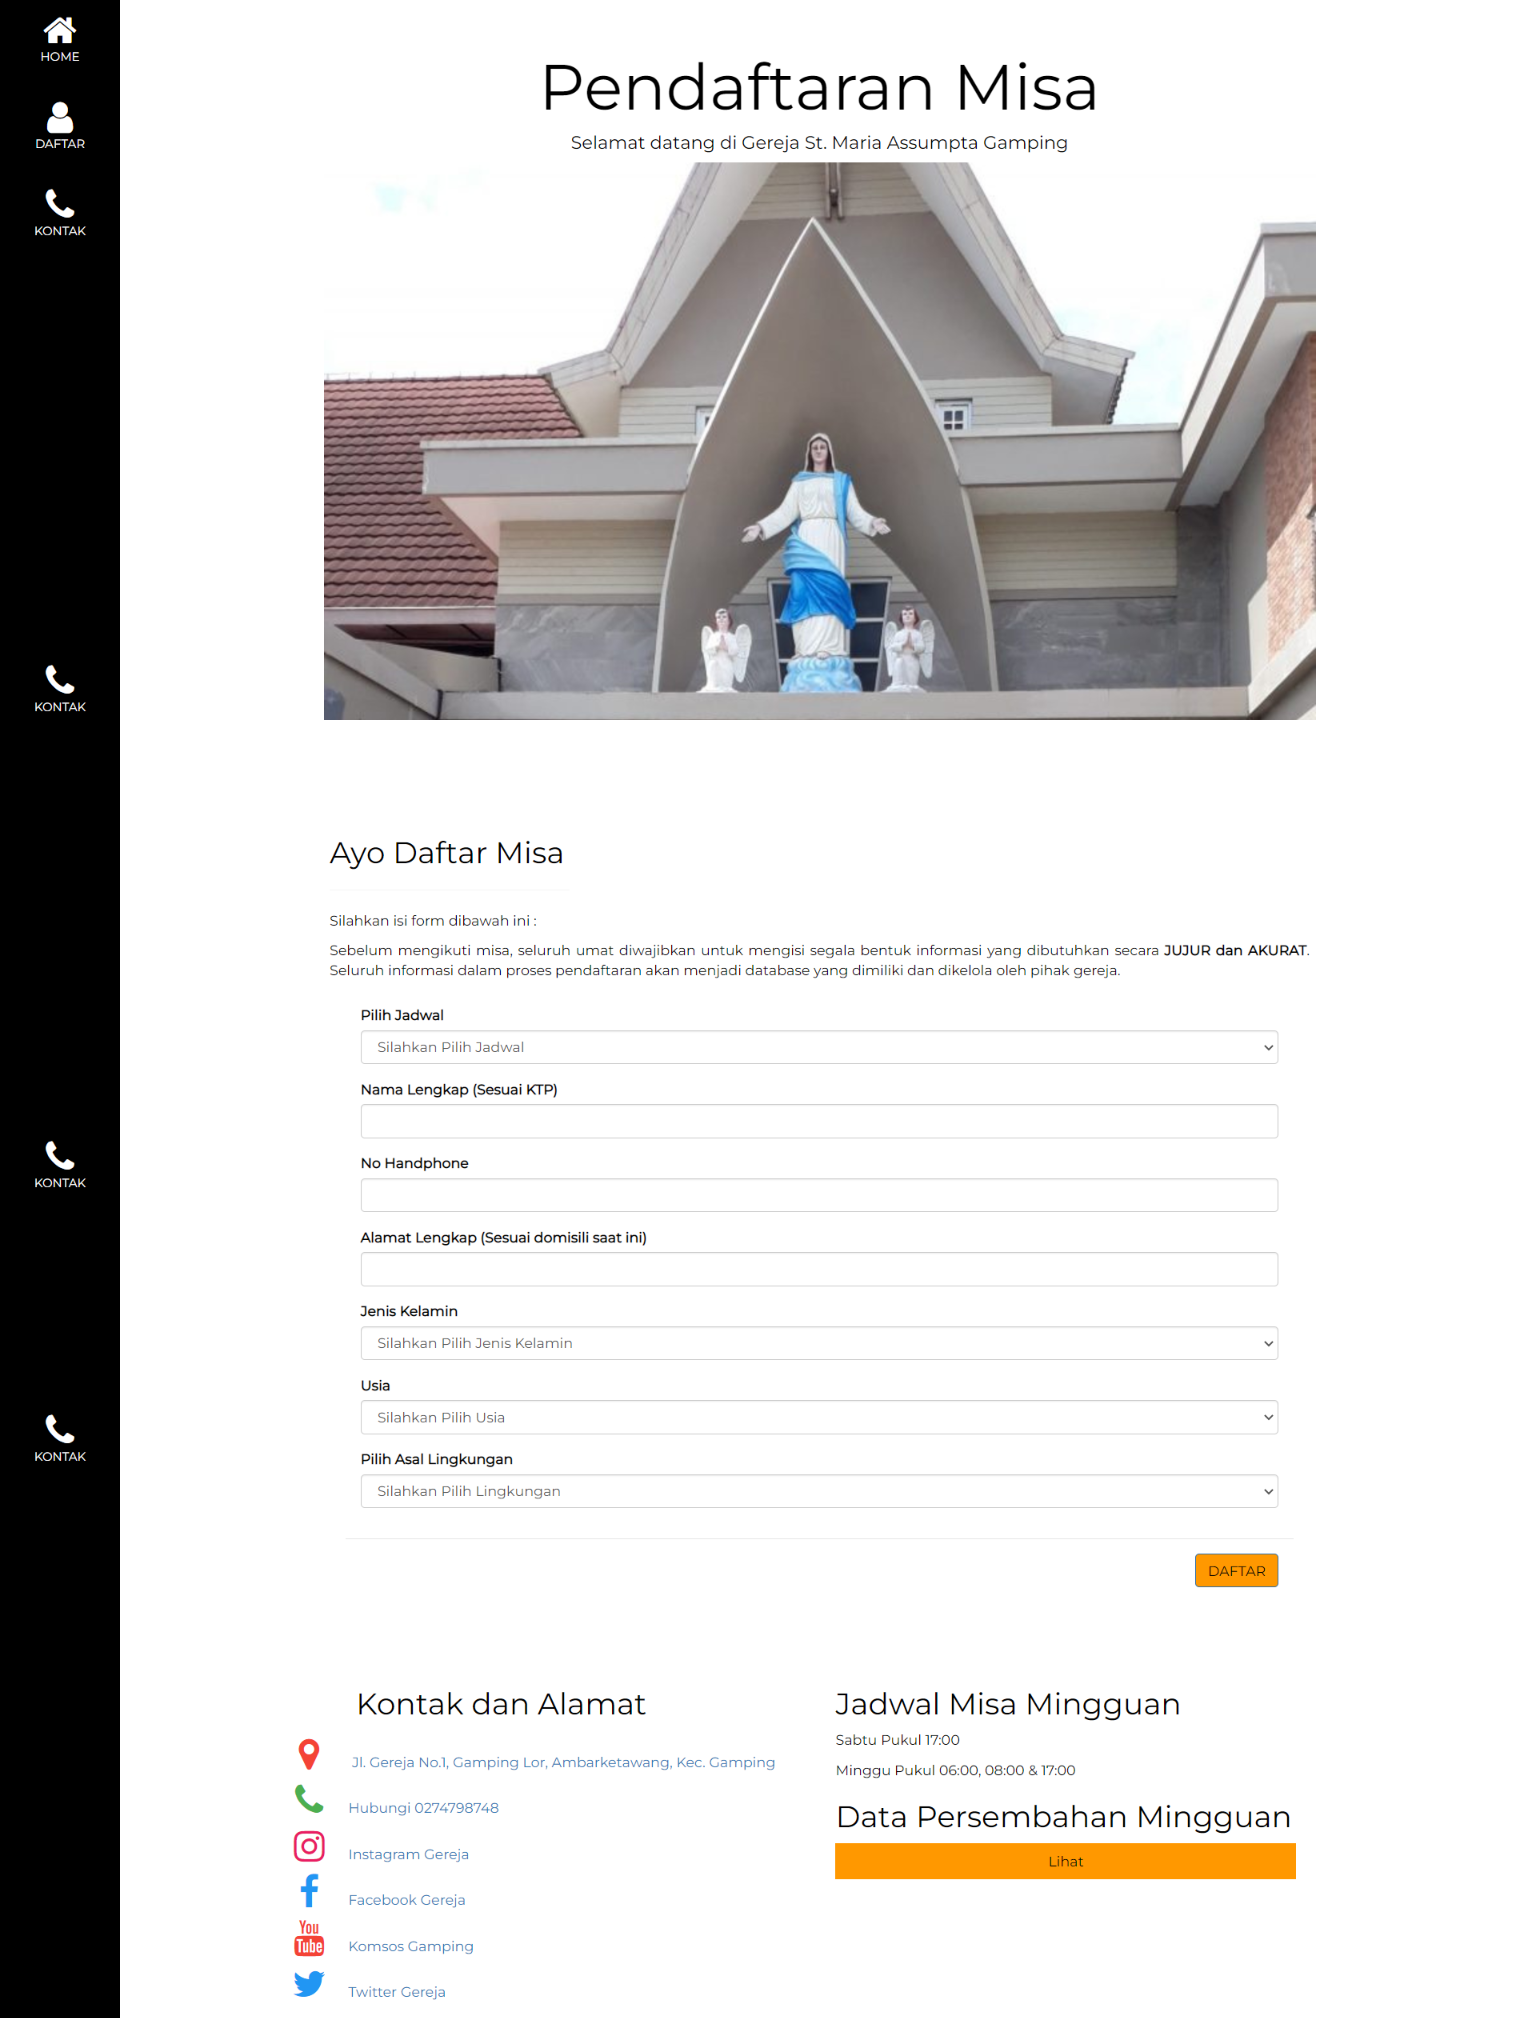 HOME
DAFTAR
KONTAK
KONTAK
KONTAK
KONTAK
Pendaftaran Misa
Selamat datang di Gereja St. Maria Assumpta Gamping
Ayo Daftar Misa
Silahkan isi form dibawah ini :
Sebelum mengikuti misa, seluruh umat diwajibkan untuk mengisi segala bentuk informasi yang dibutuhkan secara JUJUR dan AKURAT.
Seluruh informasi dalam proses pendaftaran akan menjadi database yang dimiliki dan dikelola oleh pihak gereja.
Pilih Jadwal
Silahkan Pilih Jadwal
Nama Lengkap (Sesuai KTP)
No Handphone
Alamat Lengkap (Sesuai domisili saat ini)
Jenis Kelamin
Silahkan Pilih Jenis Kelamin
Usia
Silahkan Pilih Usia
Pilih Asal Lingkungan
Silahkan Pilih Lingkungan
DAFTAR
Kontak dan Alamat
Jl. Gereja No.1, Gamping Lor, Ambarketawang, Kec. Gamping
Hubungi 0274798748
Instagram Gereja
Facebook Gereja
You
Tube
Komsos Gamping
Twitter Gereja
Jadwal Misa Mingguan
Sabtu Pukul 17:00
Minggu Pukul 06:00, 08:00 & 17:00
Data Persembahan Mingguan
Lihat